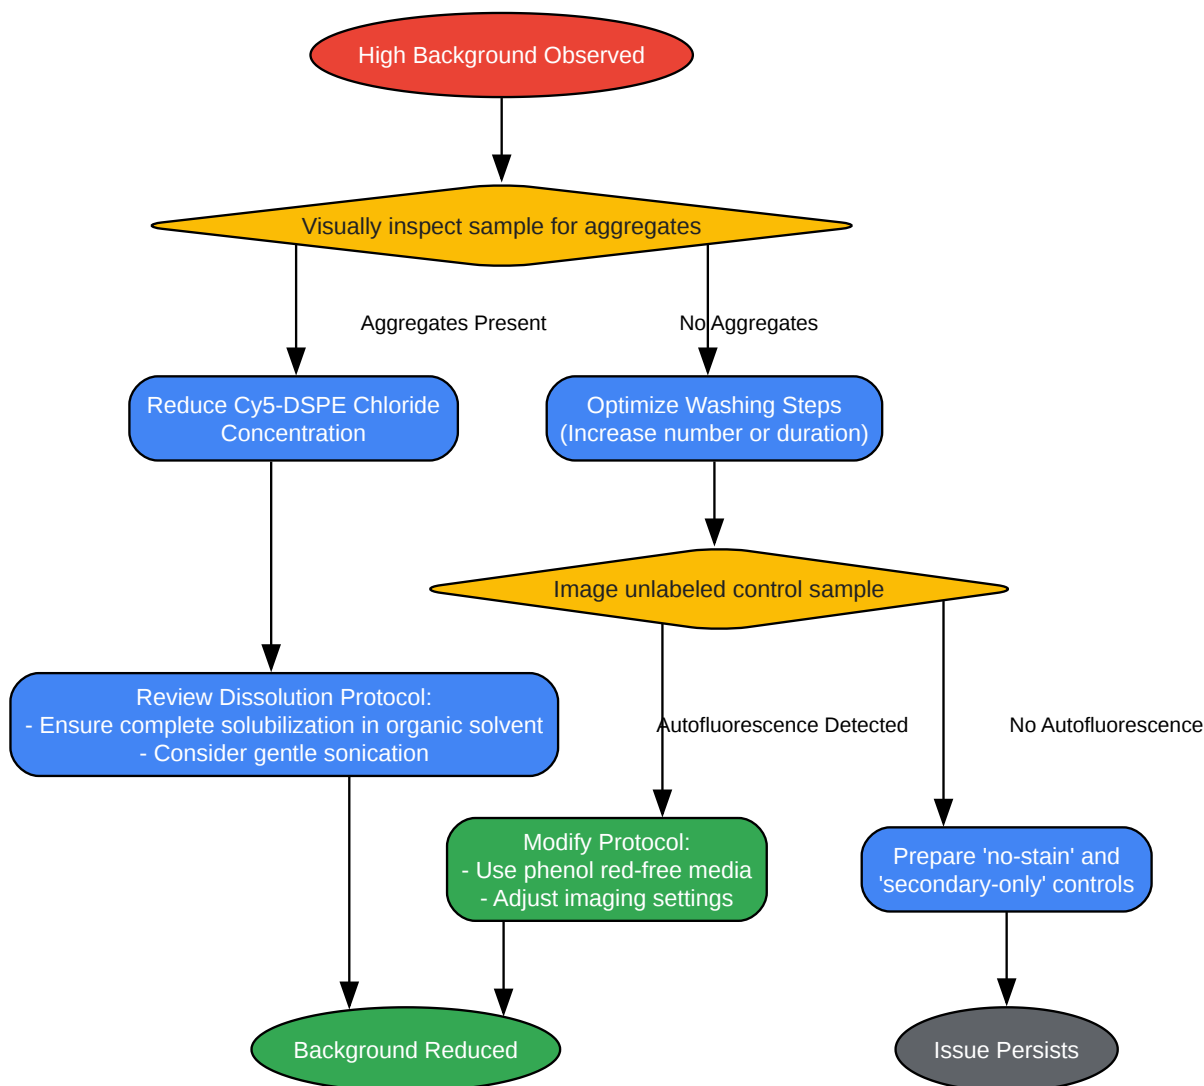 High Background Observed
Visually inspect sample for aggregates
Aggregates Present
No Aggregates
Reduce Cy5-DSPE Chloride
Concentration
Optimize Washing Steps
(Increase number or duration)
Image unlabeled control sample
Review Dissolution Protocol:
- Ensure complete solubilization in organic solvent
- Consider gentle sonication
Autofluorescence Detected
No Autofluorescence
Modify Protocol:
- Use phenol red-free media
- Adjust imaging settings
Prepare 'no-stain' and
'secondary-only' controls
Background Reduced
Issue Persists